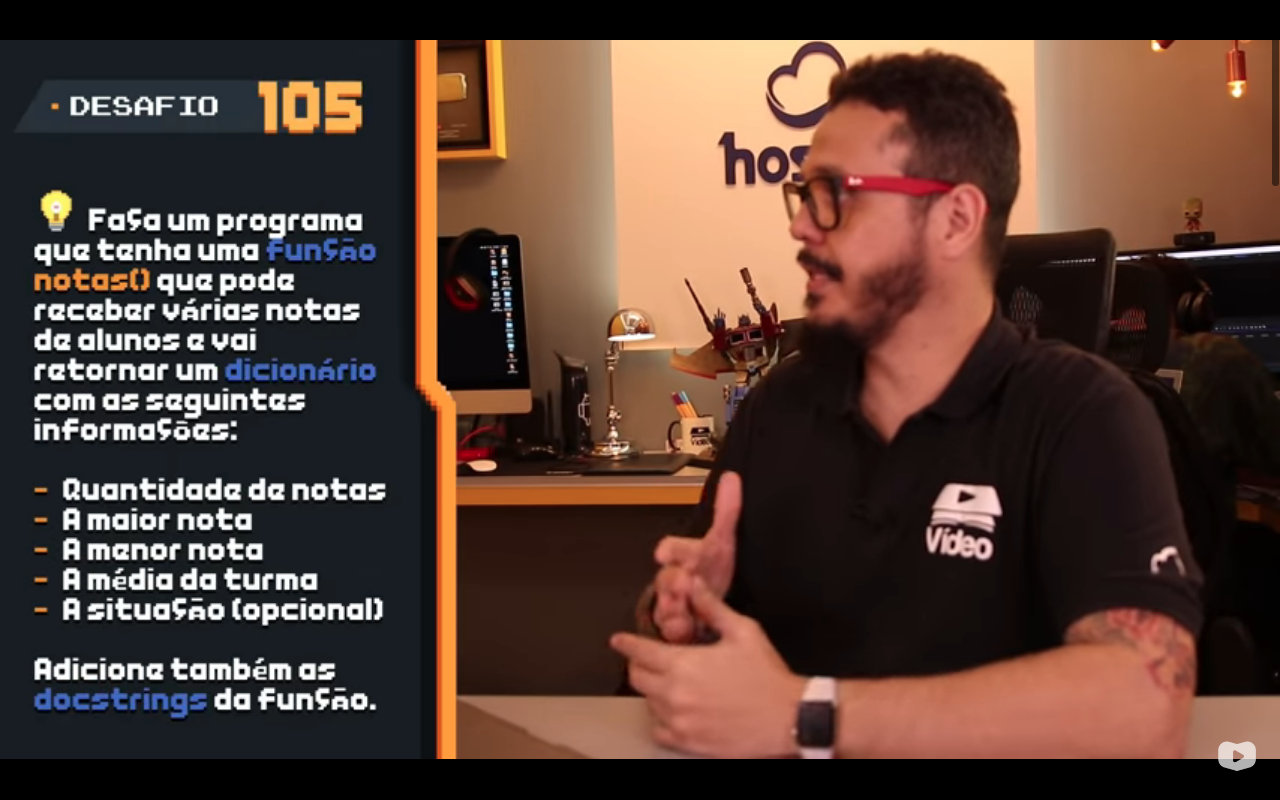 DESAFIO 105
Faça um programa
que tenha uma função
notas() que pode
receber várias notas
de alunos e vai
retornar um dicionário
com as seguintes
informações:
- Quantidade de notas
- A maior nota
- A menor nota
- A média da turma
- A situação (opcional)
Adicione também as
docstrings da função.
hos
Vídeo